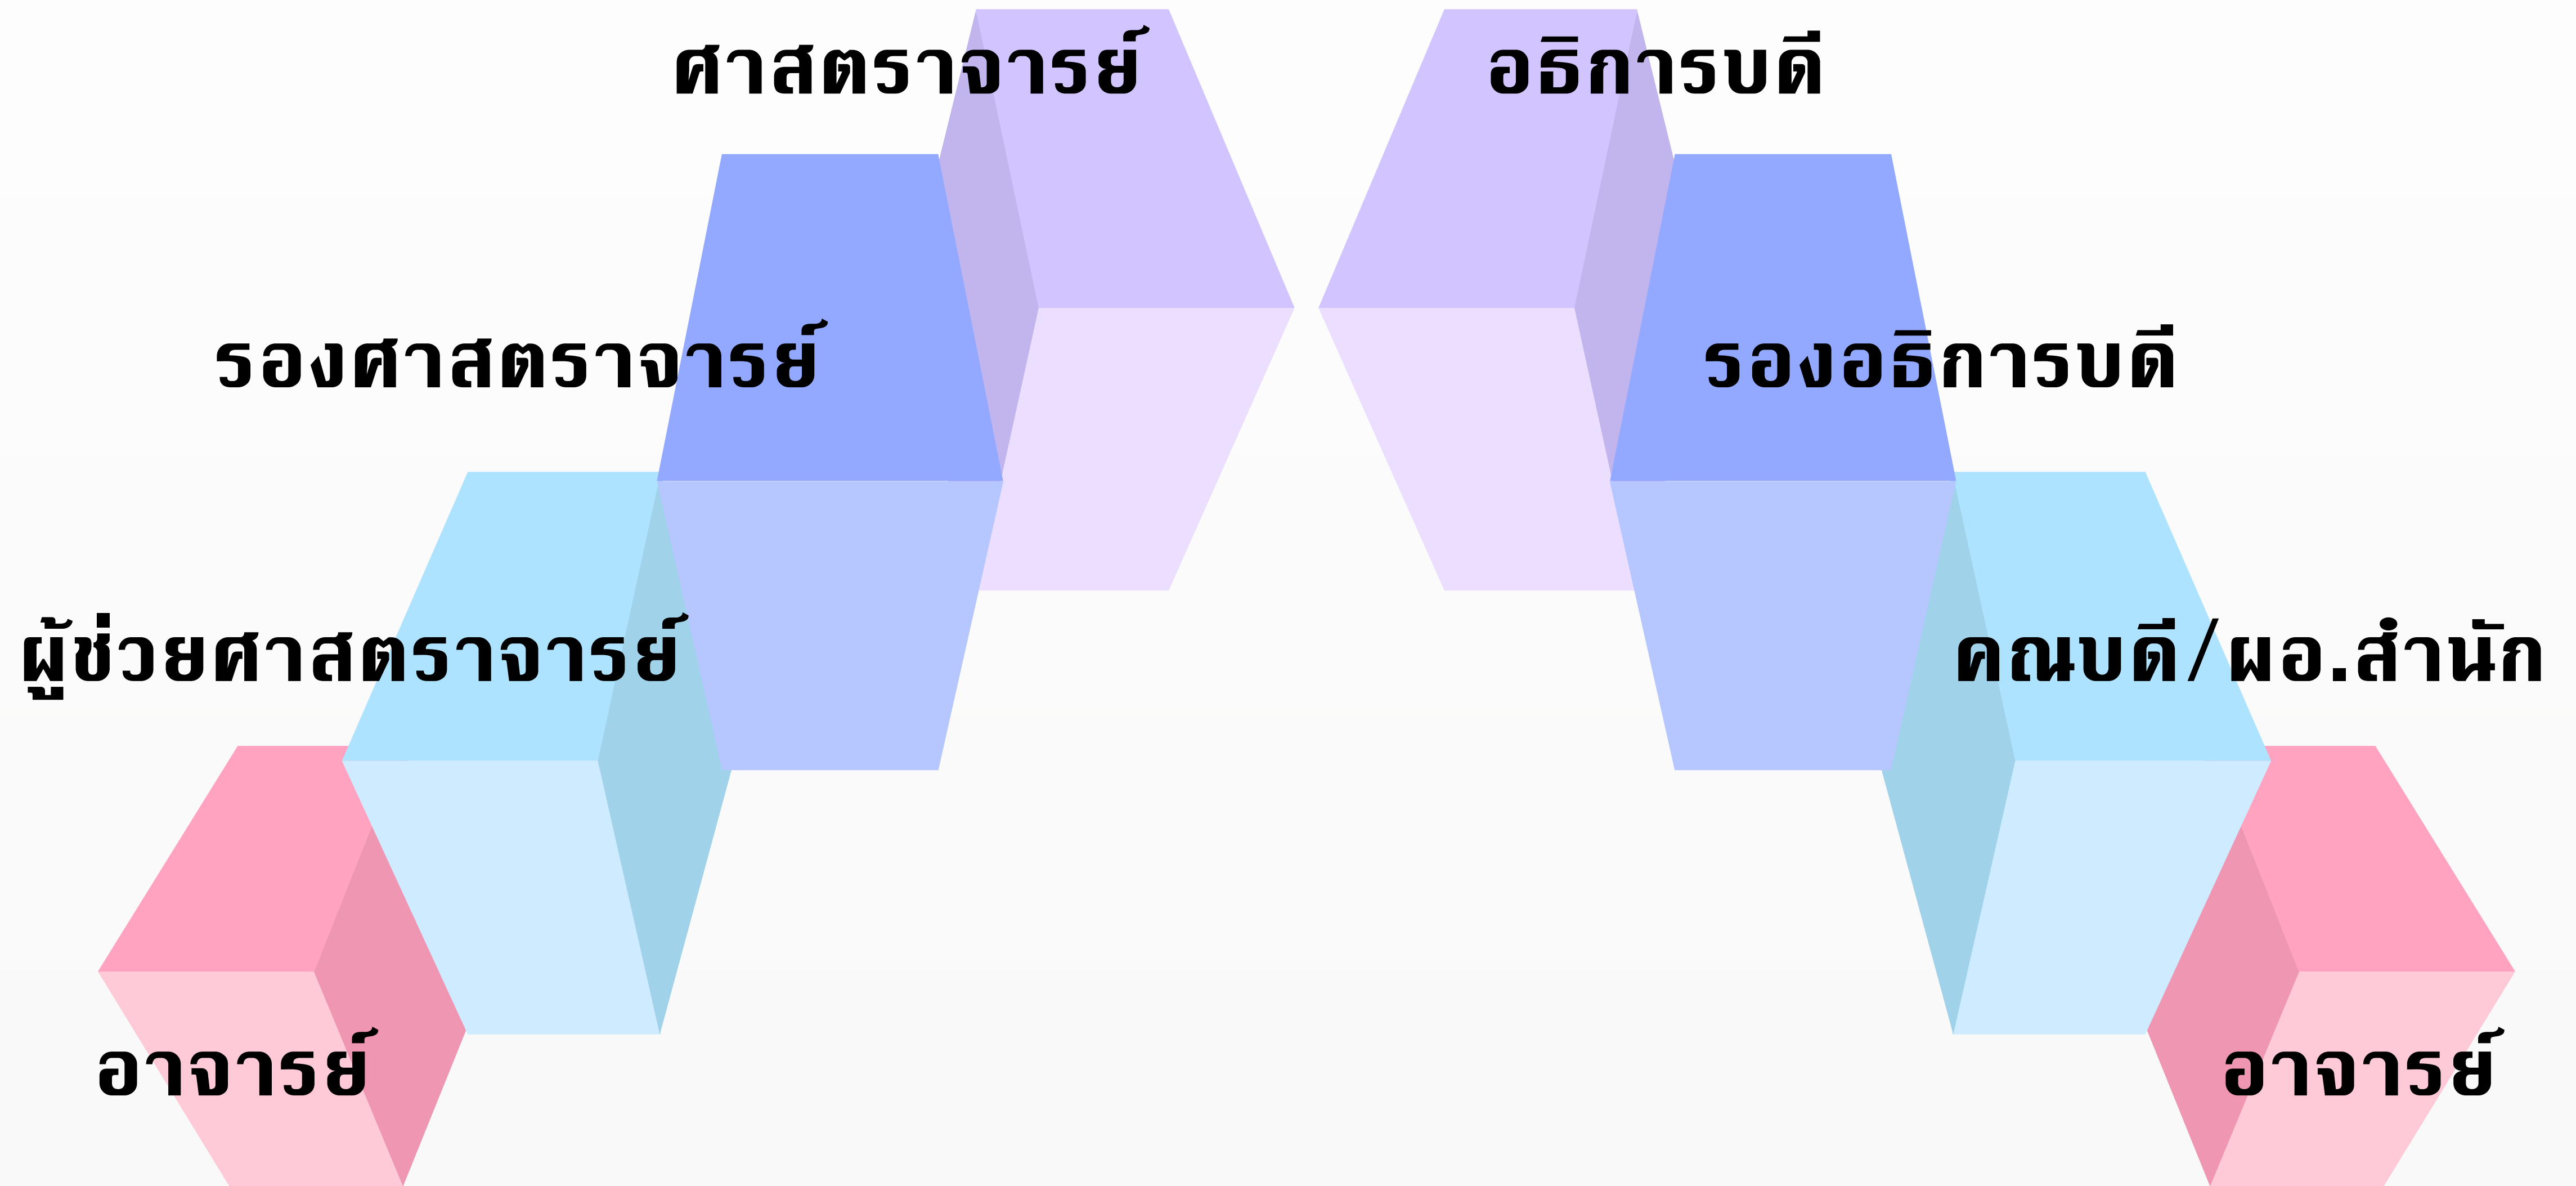 ศาสตราจารย์
อธิการบดี
รองศาสตราจารย์
รองอธิการบดี
ผู้ช่วยศาสตราจารย์
คณบดี/ผอ.สำนัก
อาจารย์
อาจารย์